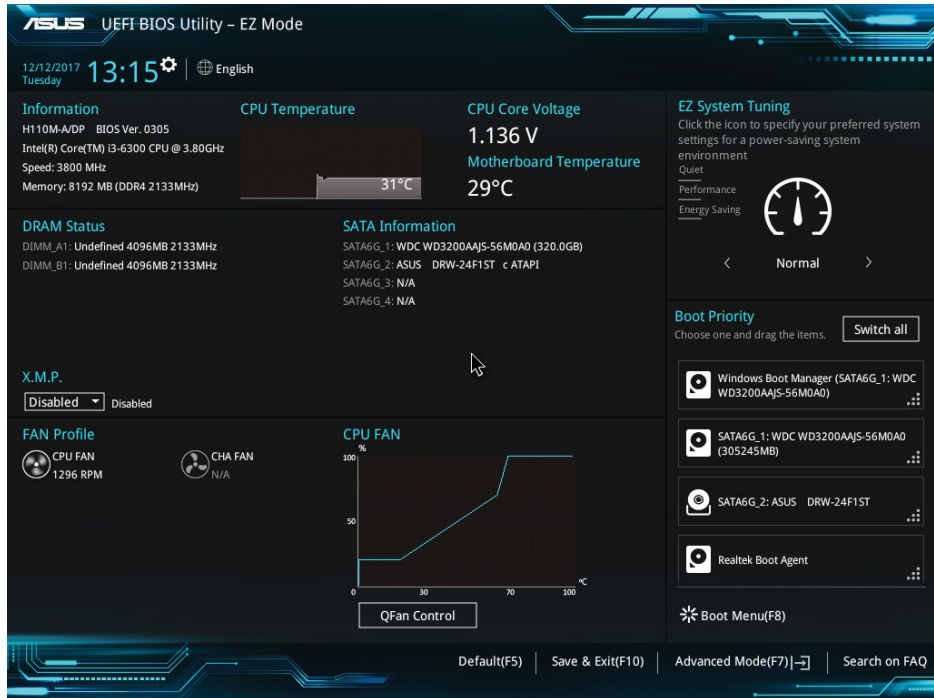 ASUS UEFI BIOS Utility – EZ Mode
12/12/2017
Tuesday
13:15
English
Information
H110M-A/DP BIOS Ver. 0305
Intel(R) Core(TM) i3-6300 CPU @ 3.80GHz
Speed: 3800 MHz
Memory: 8192 MB (DDR4 2133MHz)
CPU Temperature
31°C
CPU Core Voltage
1.136 V
Motherboard Temperature
29°C
EZ System Tuning
Click the icon to specify your preferred system
settings for a power-saving system
environment
Quiet
Performance
Energy Saving
Normal
DRAM Status
DIMM_A1: Undefined 4096MB 2133MHz
DIMM_B1: Undefined 4096MB 2133MHz
SATA Information
SATA6G_1: WDC WD3200AAJS-56M0A0 (320.0GB)
SATA6G_2: ASUS DRW-24F1ST c ATAPI
SATA6G_3: N/A
SATA6G_4: N/A
X.M.P.
Disabled
Disabled
Boot Priority
Choose one and drag the items.
Switch all
Windows Boot Manager (SATA6G_1: WDC
WD3200AAJS-56M0A0)
SATA6G_1: WDC WD3200AAJS-56M0A0
(305245MB)
SATA6G_2: ASUS DRW-24F1ST
Realtek Boot Agent
Boot Menu(F8)
FAN Profile
CPU FAN
1296 RPM
CHA FAN
N/A
CPU FAN
%
100
50
°C
0 30 70 100
QFan Control
Default(F5)
Save & Exit(F10)
Advanced Mode(F7)
Search on FAQ